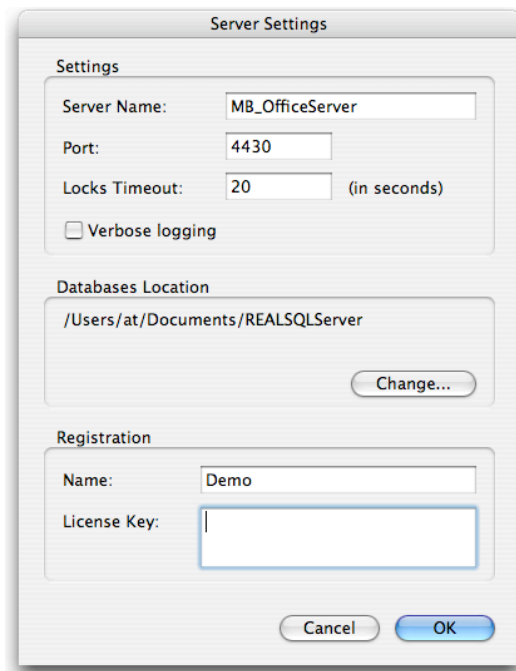 Server Settings
Settings
Server Name: MB_OfficeServer
Port: 4430
Locks Timeout: 20 (in seconds)
Verbose logging
Databases Location
/Users/at/Documents/REALSQLServer
Change...
Registration
Name: Demo
License Key:
Cancel OK